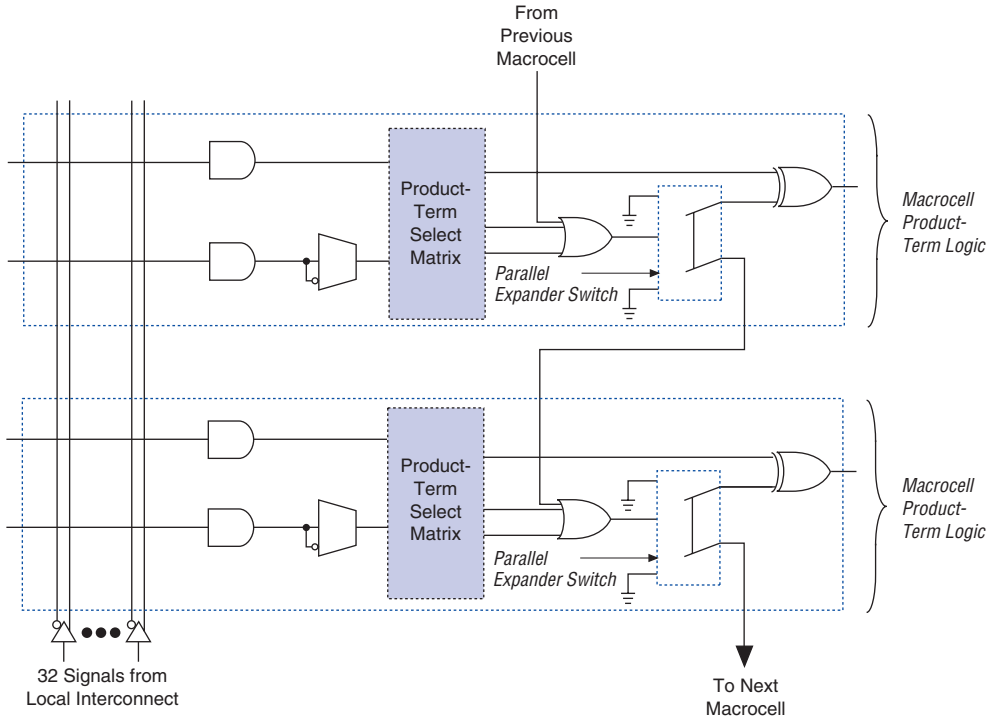 From
Previous
Macrocell
Product-
Term
Select
Matrix
Parallel
Expander Switch
Macrocell
Product-
Term Logic
Product-
Term
Select
Matrix
Parallel
Expander Switch
Macrocell
Product-
Term Logic
32 Signals from
Local Interconnect
To Next
Macrocell